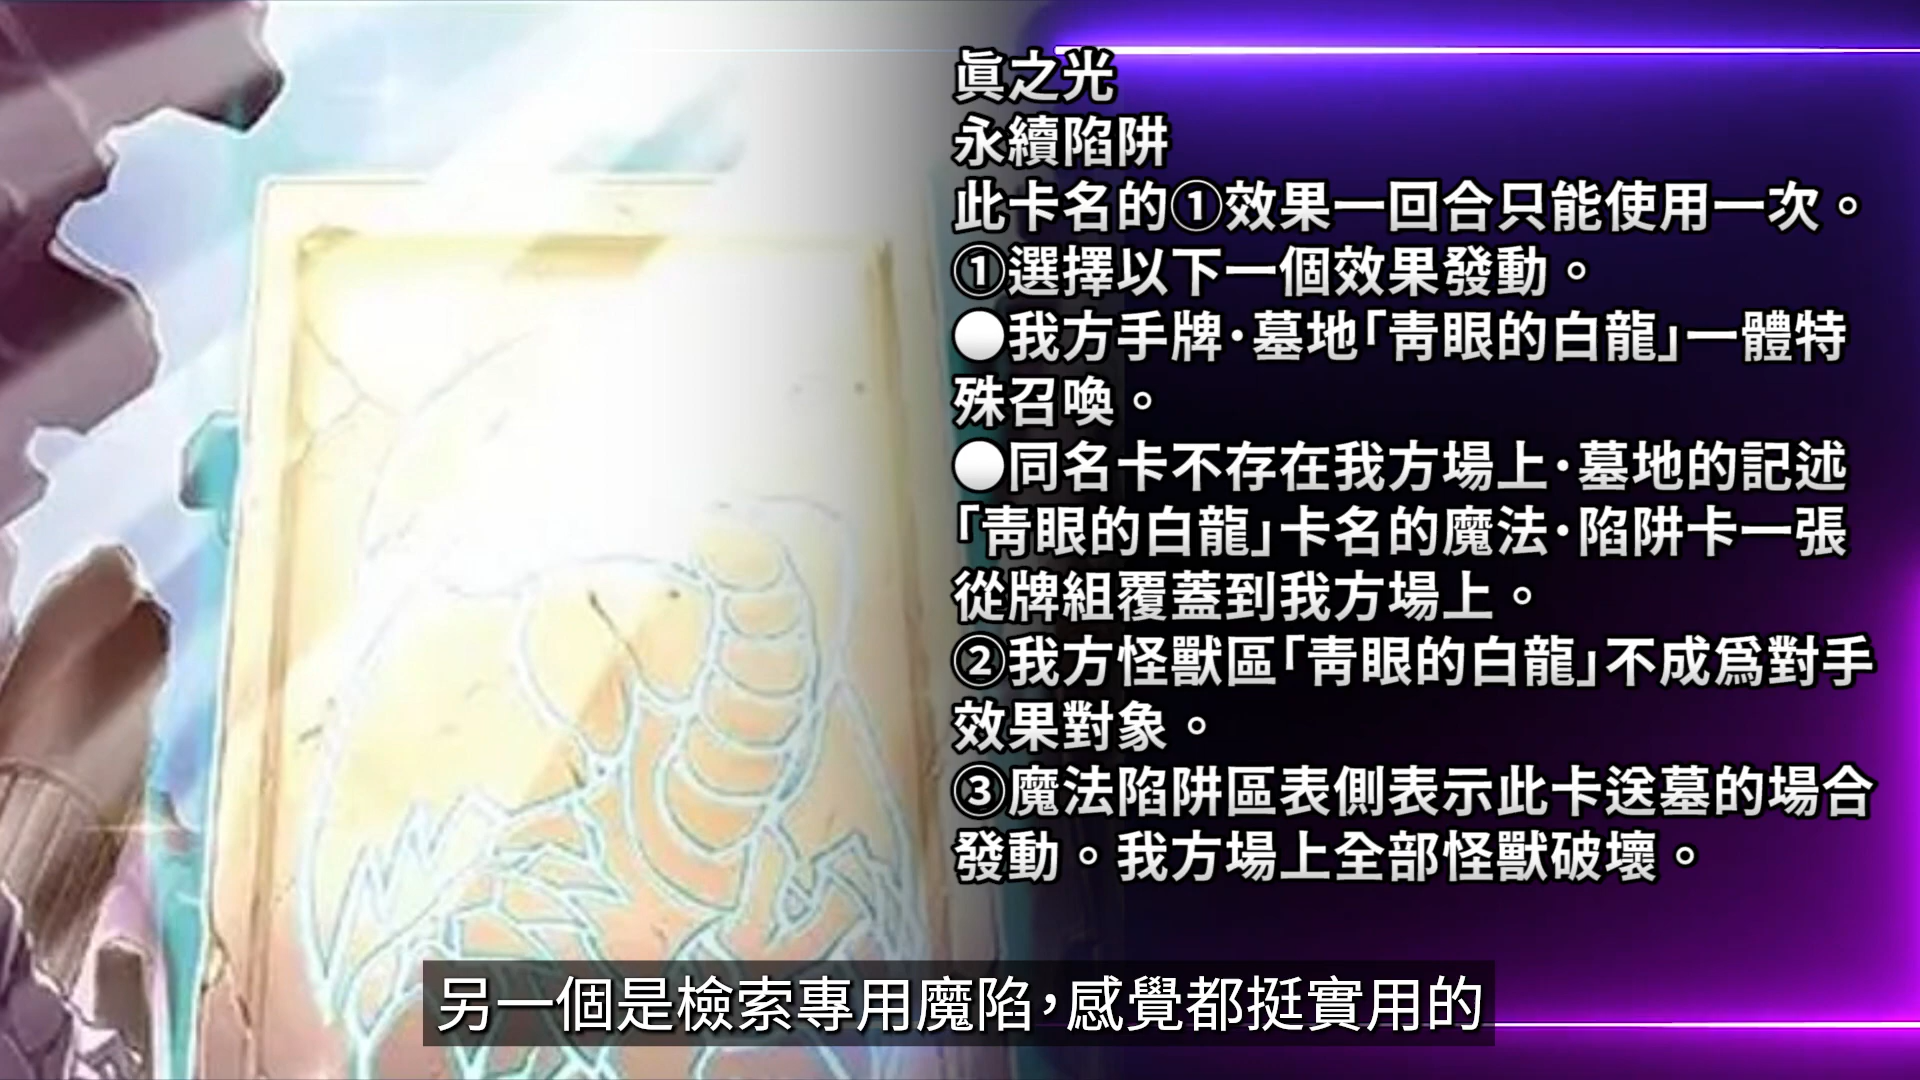 眞之光
永續陷阱
此卡名的①效果一回合只能使用一次。
①選擇以下一個效果發動。
●我方手牌･墓地｢靑眼的白龍｣一體特
殊召喚。
●同名卡不存在我方場上･墓地的記述
｢靑眼的白龍｣卡名的魔法･陷阱卡一張
從牌組覆蓋到我方場上。
②我方怪獸區｢靑眼的白龍｣不成爲對手
效果對象。
③魔法陷阱區表側表示此卡送墓的場合
發動。我方場上全部怪獸破壞。
另一個是檢索專用魔陷，感覺都挺實用的